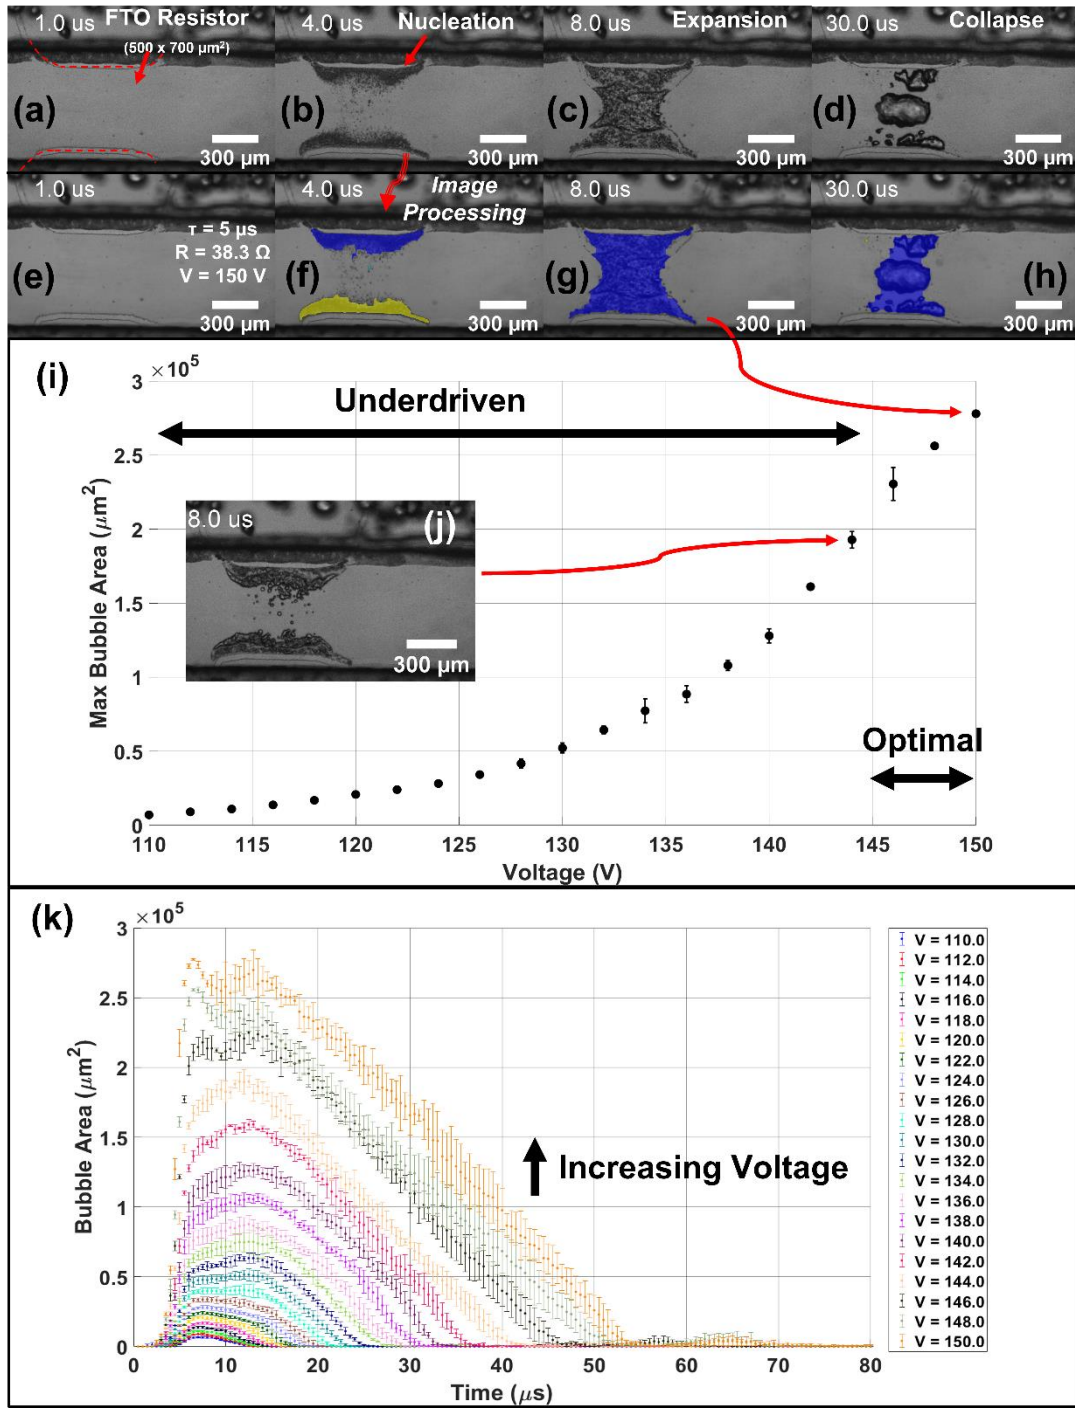 1.0 us
FTO Resistor
(500 x 700 µm²)
(a)
300 µm
4.0 us
Nucleation
(b)
300 µm
8.0 us
Expansion
(c)
300 µm
30.0 us
Collapse
(d)
300 µm
1.0 us
τ = 5 µs
R = 38.3 Ω
V = 150 V
(e)
300 µm
4.0 us
Image
Processing
(f)
300 µm
8.0 us
(g)
300 µm
30.0 us
(h)
300 µm
(i)
×10⁵
3
2.5
2
1.5
1
0.5
0
Max Bubble Area (µm²)
Underdriven
8.0 us
(j)
300 µm
Optimal
110 115 120 125 130 135 140 145 150
Voltage (V)
(k)
×10⁵
3
2.5
2
1.5
1
0.5
0
Bubble Area (µm²)
Increasing Voltage
0 10 20 30 40 50 60 70 80
Time (µs)
V = 110.0
V = 112.0
V = 114.0
V = 116.0
V = 118.0
V = 120.0
V = 122.0
V = 124.0
V = 126.0
V = 128.0
V = 130.0
V = 132.0
V = 134.0
V = 136.0
V = 138.0
V = 140.0
V = 142.0
V = 144.0
V = 146.0
V = 148.0
V = 150.0